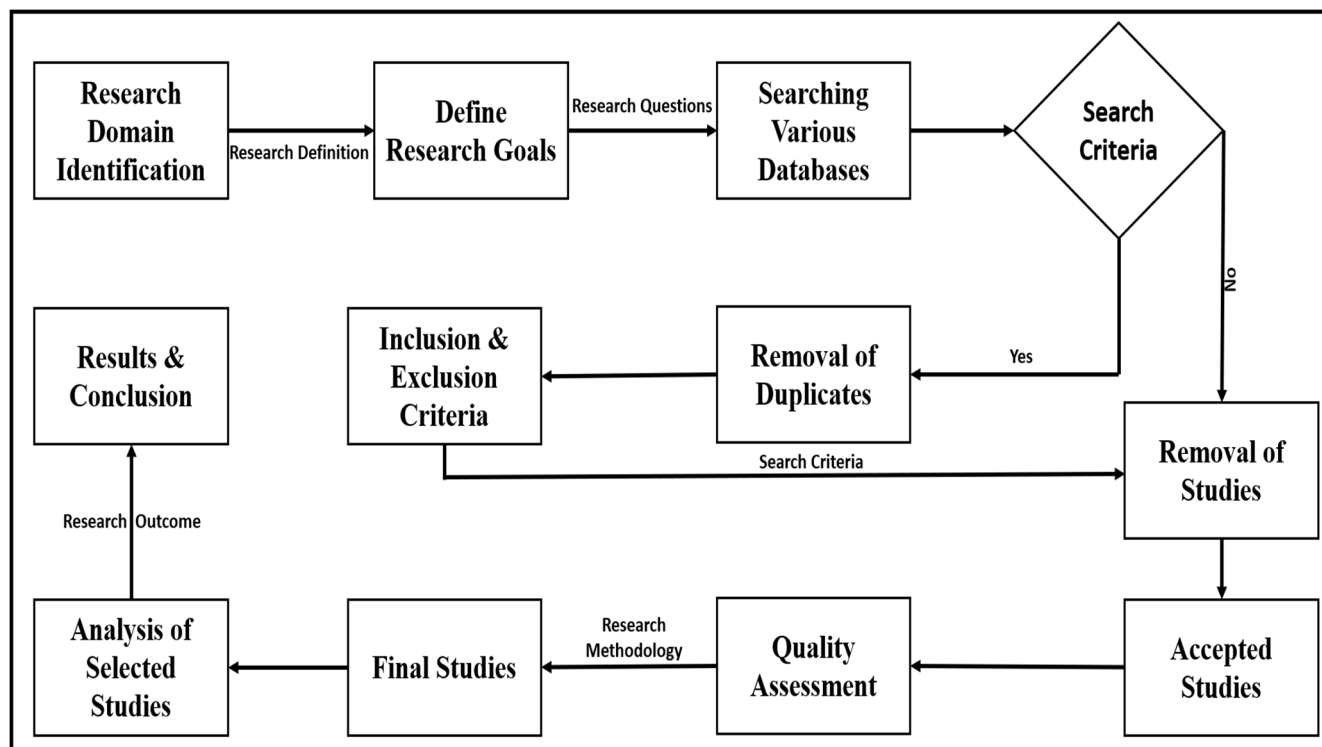 Research
Domain
Identification
Research Definition
Define
Research Goals
Research Questions
Searching
Various
Databases
Search
Criteria
No
Yes
Removal of
Duplicates
Inclusion &
Exclusion
Criteria
Search Criteria
Removal of
Studies
Accepted
Studies
Quality
Assessment
Research
Methodology
Final Studies
Analysis of
Selected
Studies
Research Outcome
Results &
Conclusion